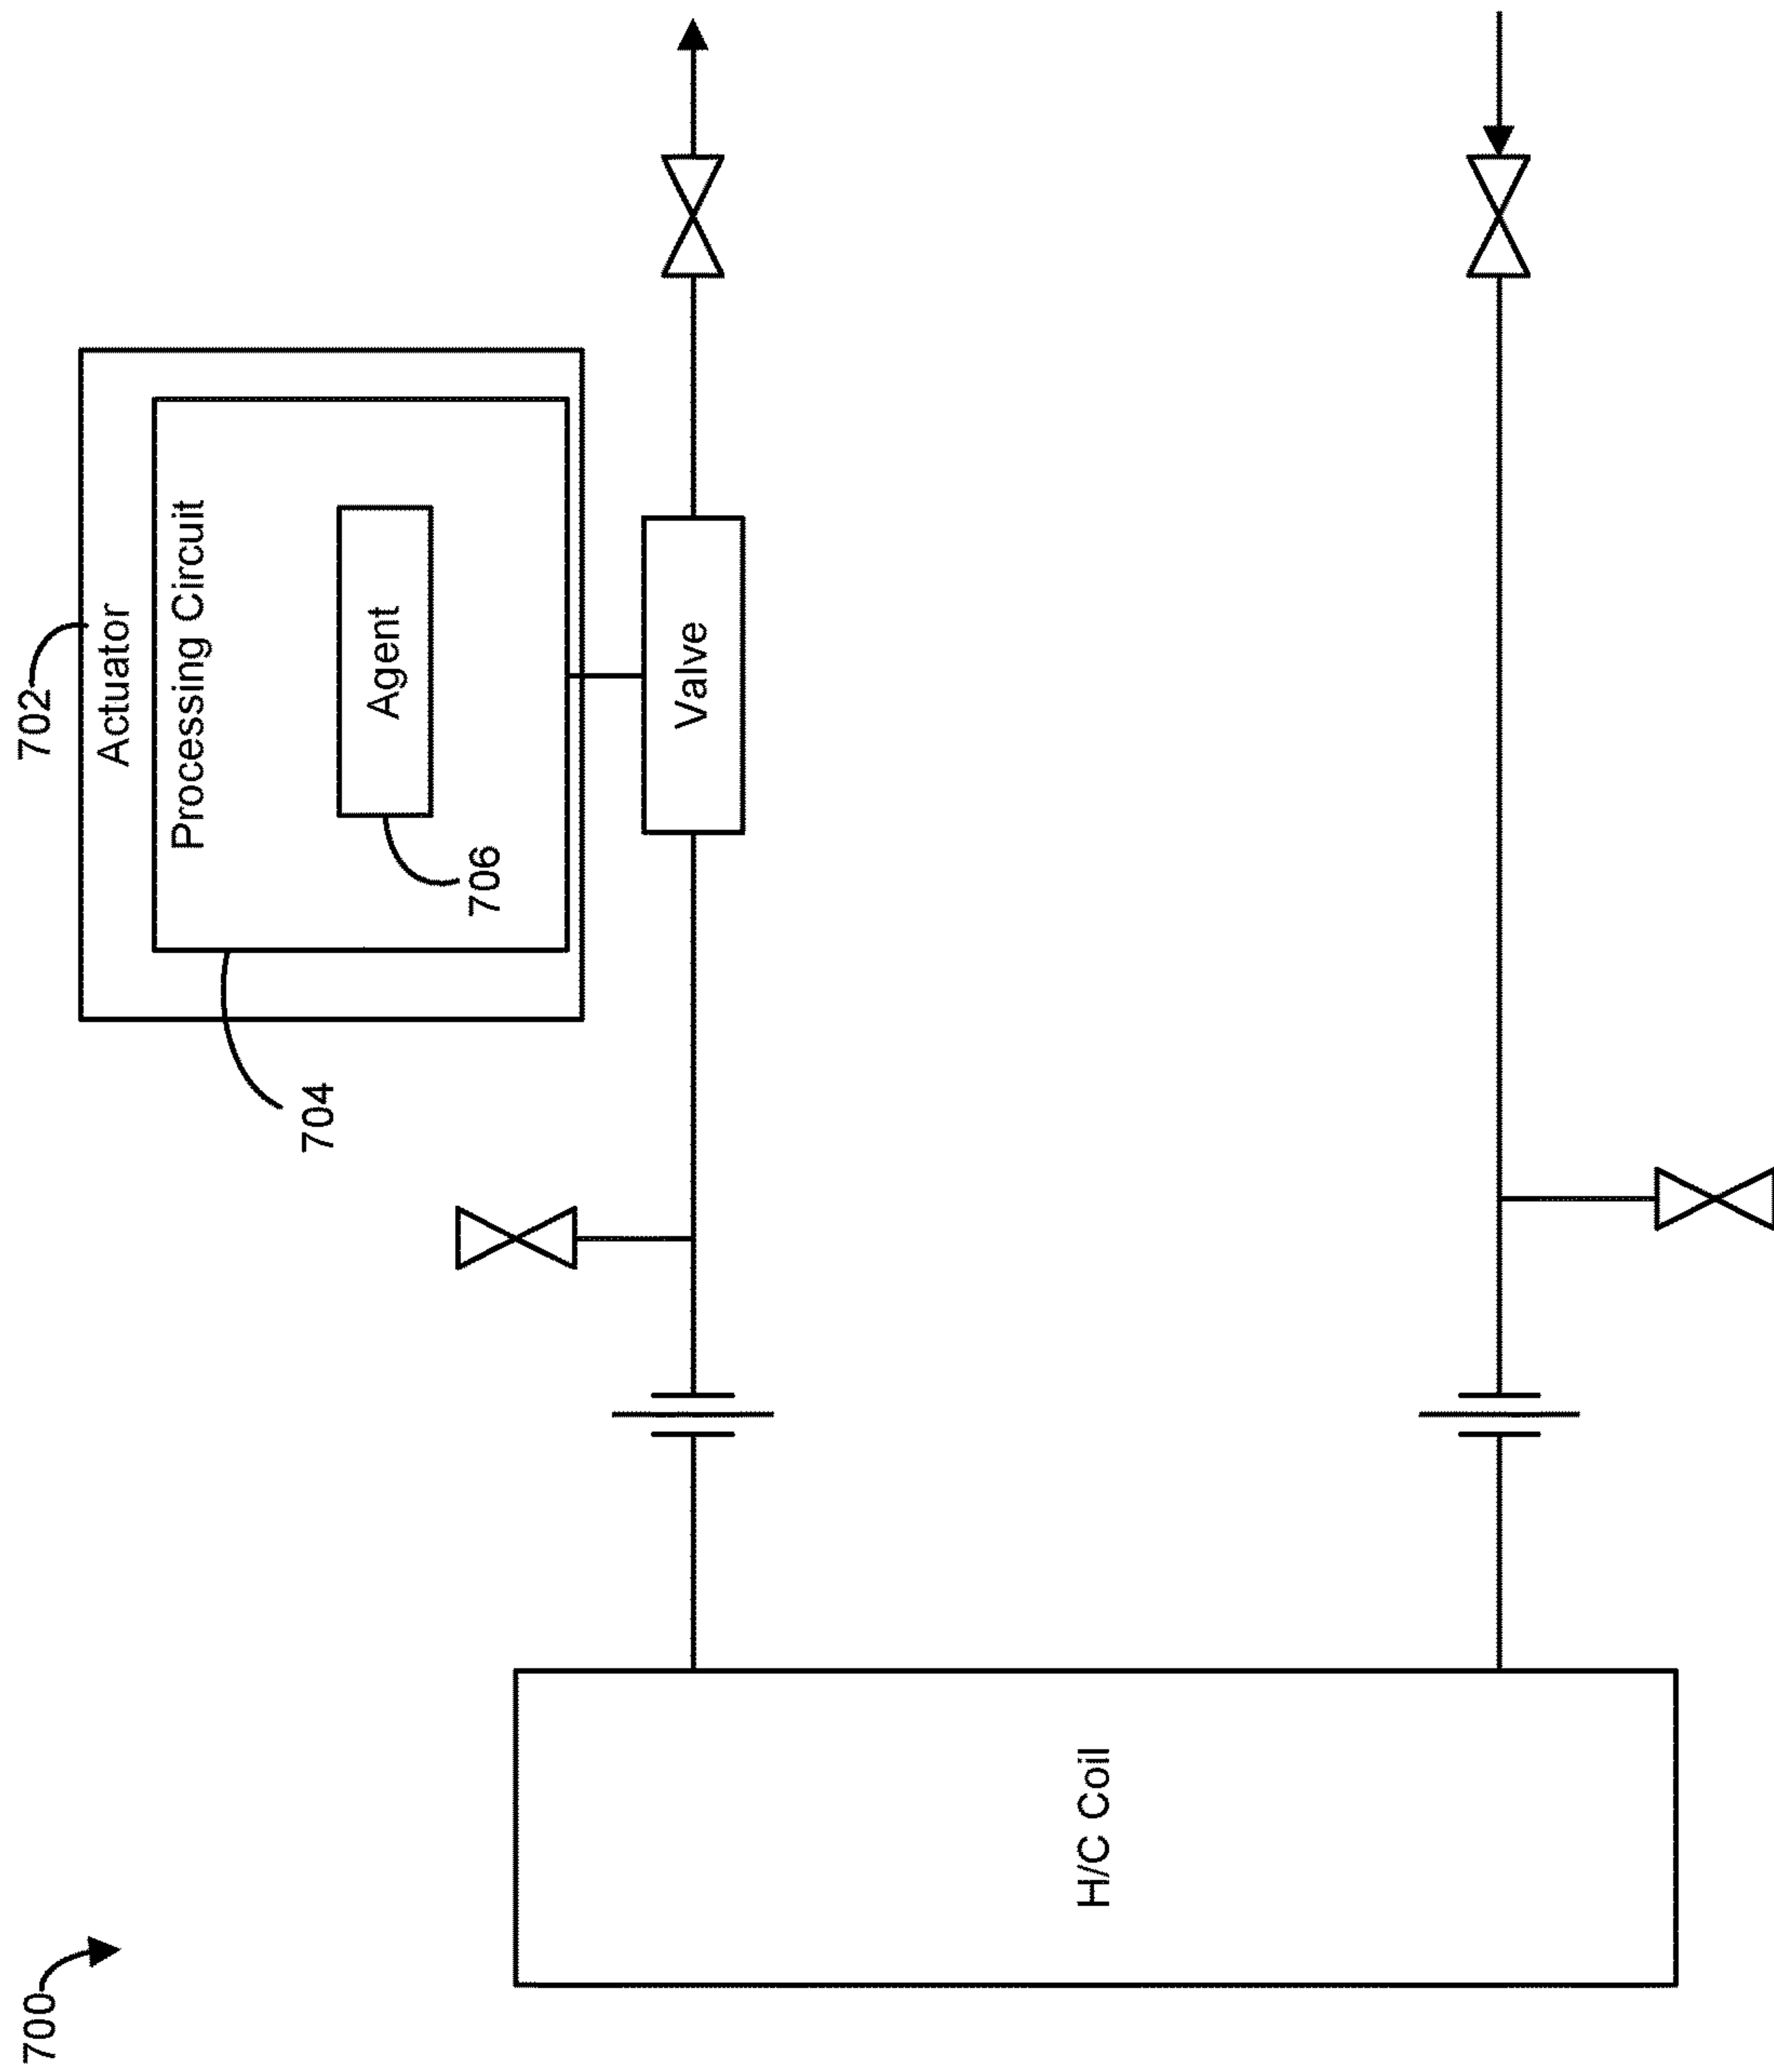 700
702
Actuator
Processing Circuit
704
Agent
706
Valve
H/C Coil